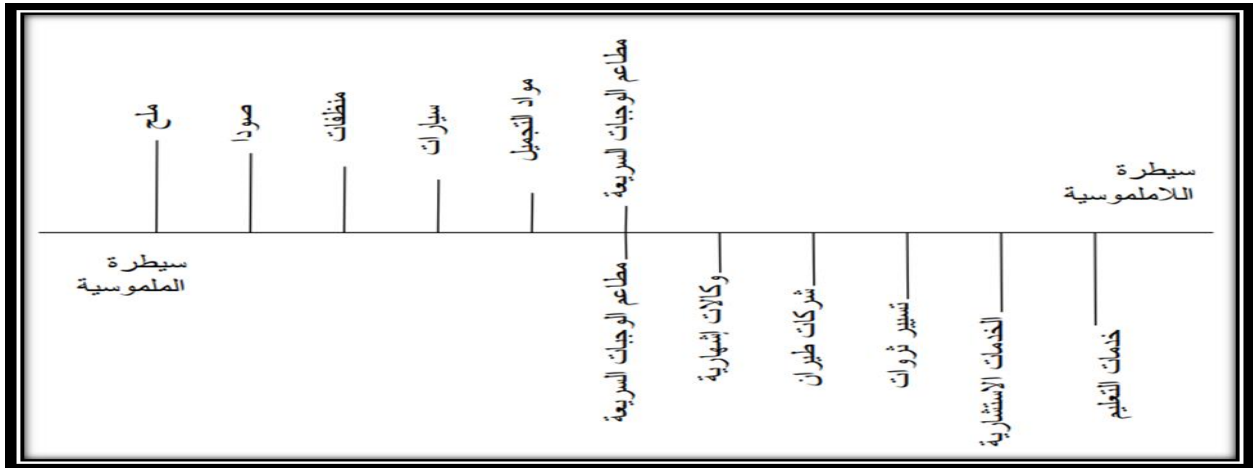 ملح
صودا
منظفات
سيارات
مواد التجميل
مطاعم الوجبات السريعة
سيطرة
اللاملموسية
سيطرة
الملموسية
مطاعم الوجبات السريعة
وكالات إشهارية
شركات طيران
تسيير ثروات
الخدمات الاستشارية
خدمات التعليم